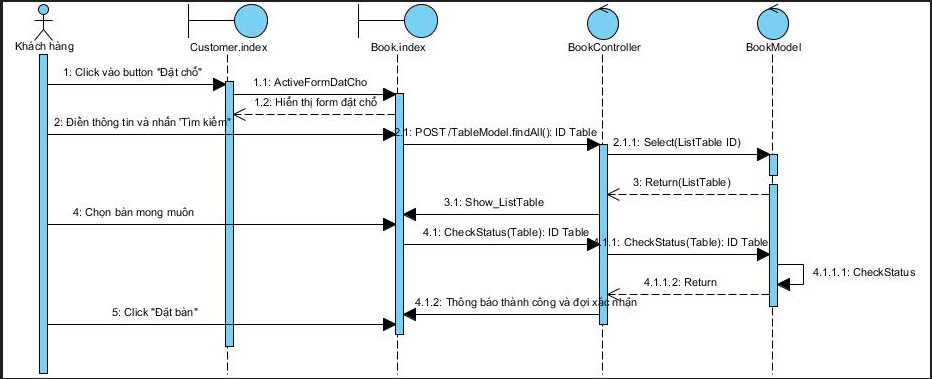 Khách hàng
Customer.index
Book.index
BookController
BookModel
1: Click vào button "Đặt chỗ"
1.1: ActiveFormDatCho
1.2: Hiển thị form đặt chỗ
2: Điền thông tin và nhấn 'Tìm kiếm"
2.1: POST /TableModel.findAll(): ID Table
2.1.1: Select(ListTable ID)
3: Return(ListTable)
3.1: Show_ListTable
4: Chọn bàn mong muôn
4.1: CheckStatus(Table): ID Table
4.1.1: CheckStatus(Table): ID Table
4.1.1.1: CheckStatus
4.1.1.2: Return
4.1.2: Thông báo thành công và đợi xác nhận
5: Click "Đặt bàn"